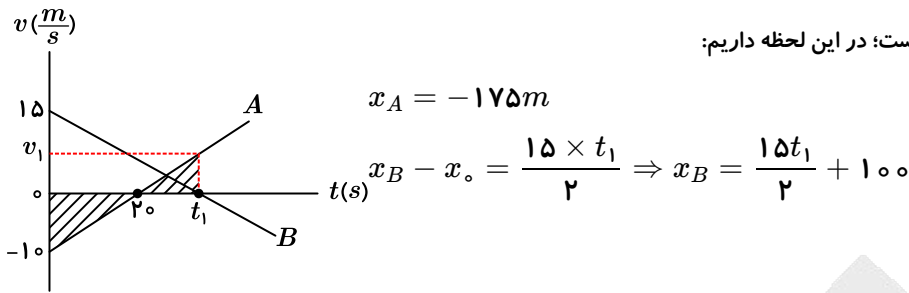 ست؛ در این لحظه داریم:
v (m/s)
۱۵
v₁
۰
-۱۰
۲۰
t₁
t(s)
A
B
x_A = -۱۷۵m
x_B - x_۰ = (۱۵ × t₁)/۲ ⇒ x_B = ۱۵t₁/۲ + ۱۰۰